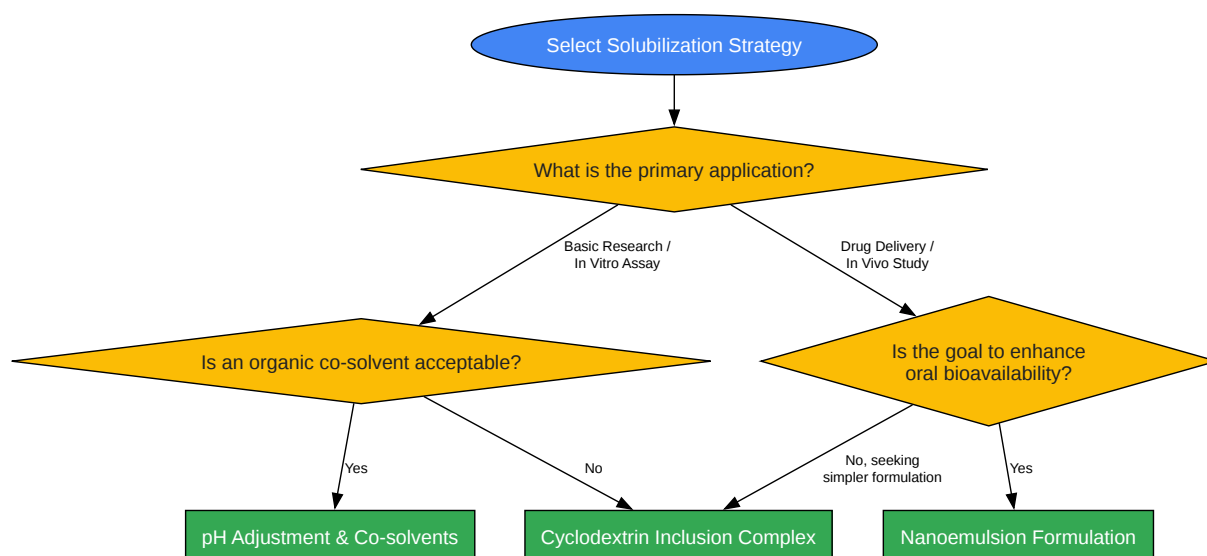 Select Solubilization Strategy
What is the primary application?
Basic Research /
In Vitro Assay
Drug Delivery /
In Vivo Study
Is an organic co-solvent acceptable?
Is the goal to enhance
oral bioavailability?
Yes
No
No, seeking
simpler formulation
Yes
pH Adjustment & Co-solvents
Cyclodextrin Inclusion Complex
Nanoemulsion Formulation